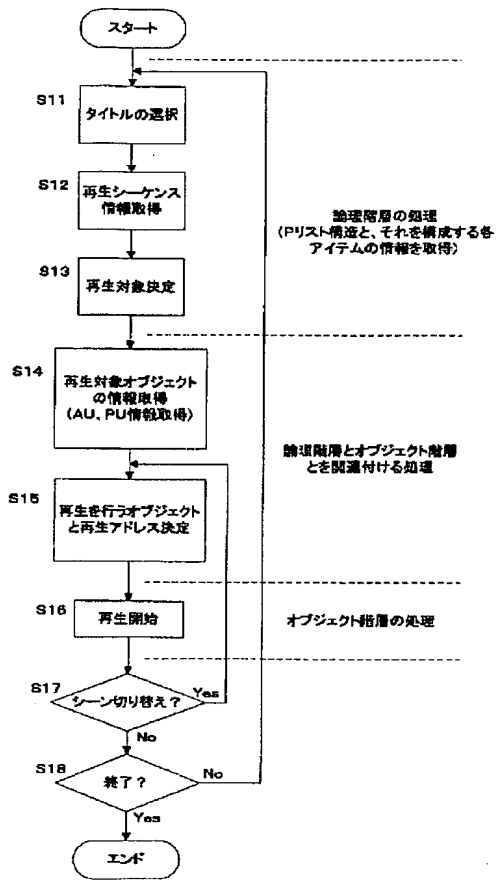 スタート
S11
タイトルの選択
S12
再生シーケンス
情報取得
論理階層の処理
(Pリスト構造と、それを構成する各
アイテムの情報を取得)
S13
再生対象決定
S14
再生対象オブジェクト
の情報取得
(AU、PU情報取得)
論理階層とオブジェクト階層
とを関連付ける処理
S15
再生を行うオブジェクト
と再生アドレス決定
S16
再生開始
オブジェクト階層の処理
S17
シーン切り替え?
Yes
No
S18
終了?
No
Yes
エンド